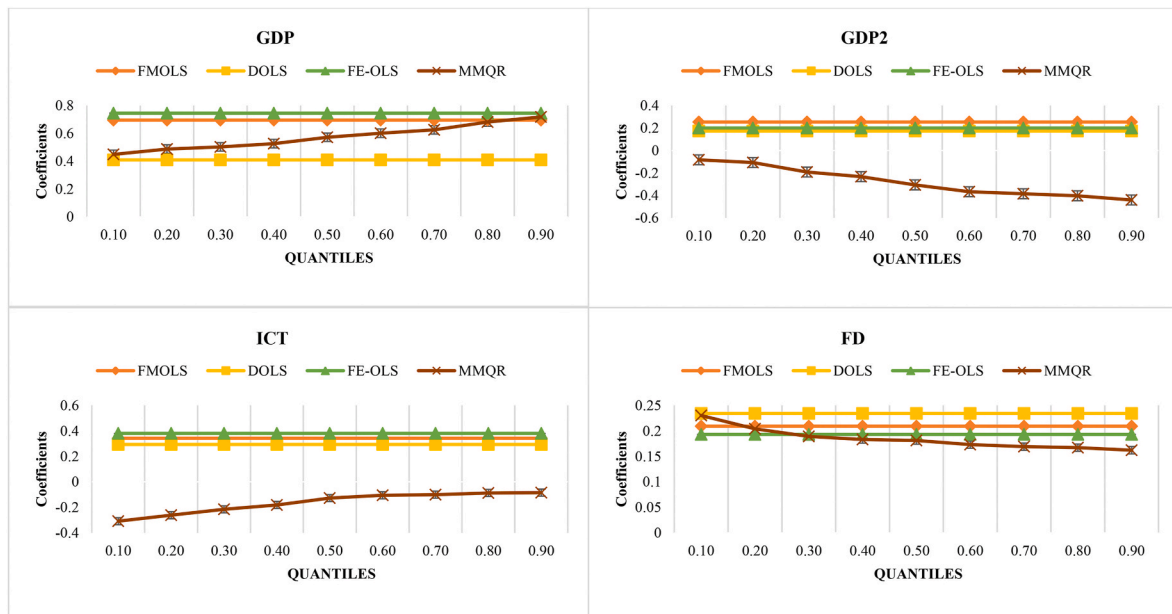 GDP
FMOLS DOLS FE-OLS MMQR
0.8
0.6
0.4
0.2
0
Coefficients
0.10 0.20 0.30 0.40 0.50 0.60 0.70 0.80 0.90
QUANTILES
GDP2
FMOLS DOLS FE-OLS MMQR
0.4
0.2
0
-0.2
-0.4
-0.6
Coefficients
0.10 0.20 0.30 0.40 0.50 0.60 0.70 0.80 0.90
QUANTILES
ICT
FMOLS DOLS FE-OLS MMQR
0.6
0.4
0.2
0
-0.2
-0.4
Coefficients
0.10 0.20 0.30 0.40 0.50 0.60 0.70 0.80 0.90
QUANTILES
FD
FMOLS DOLS FE-OLS MMQR
0.25
0.2
0.15
0.1
0.05
0
Coefficients
0.10 0.20 0.30 0.40 0.50 0.60 0.70 0.80 0.90
QUANTILES